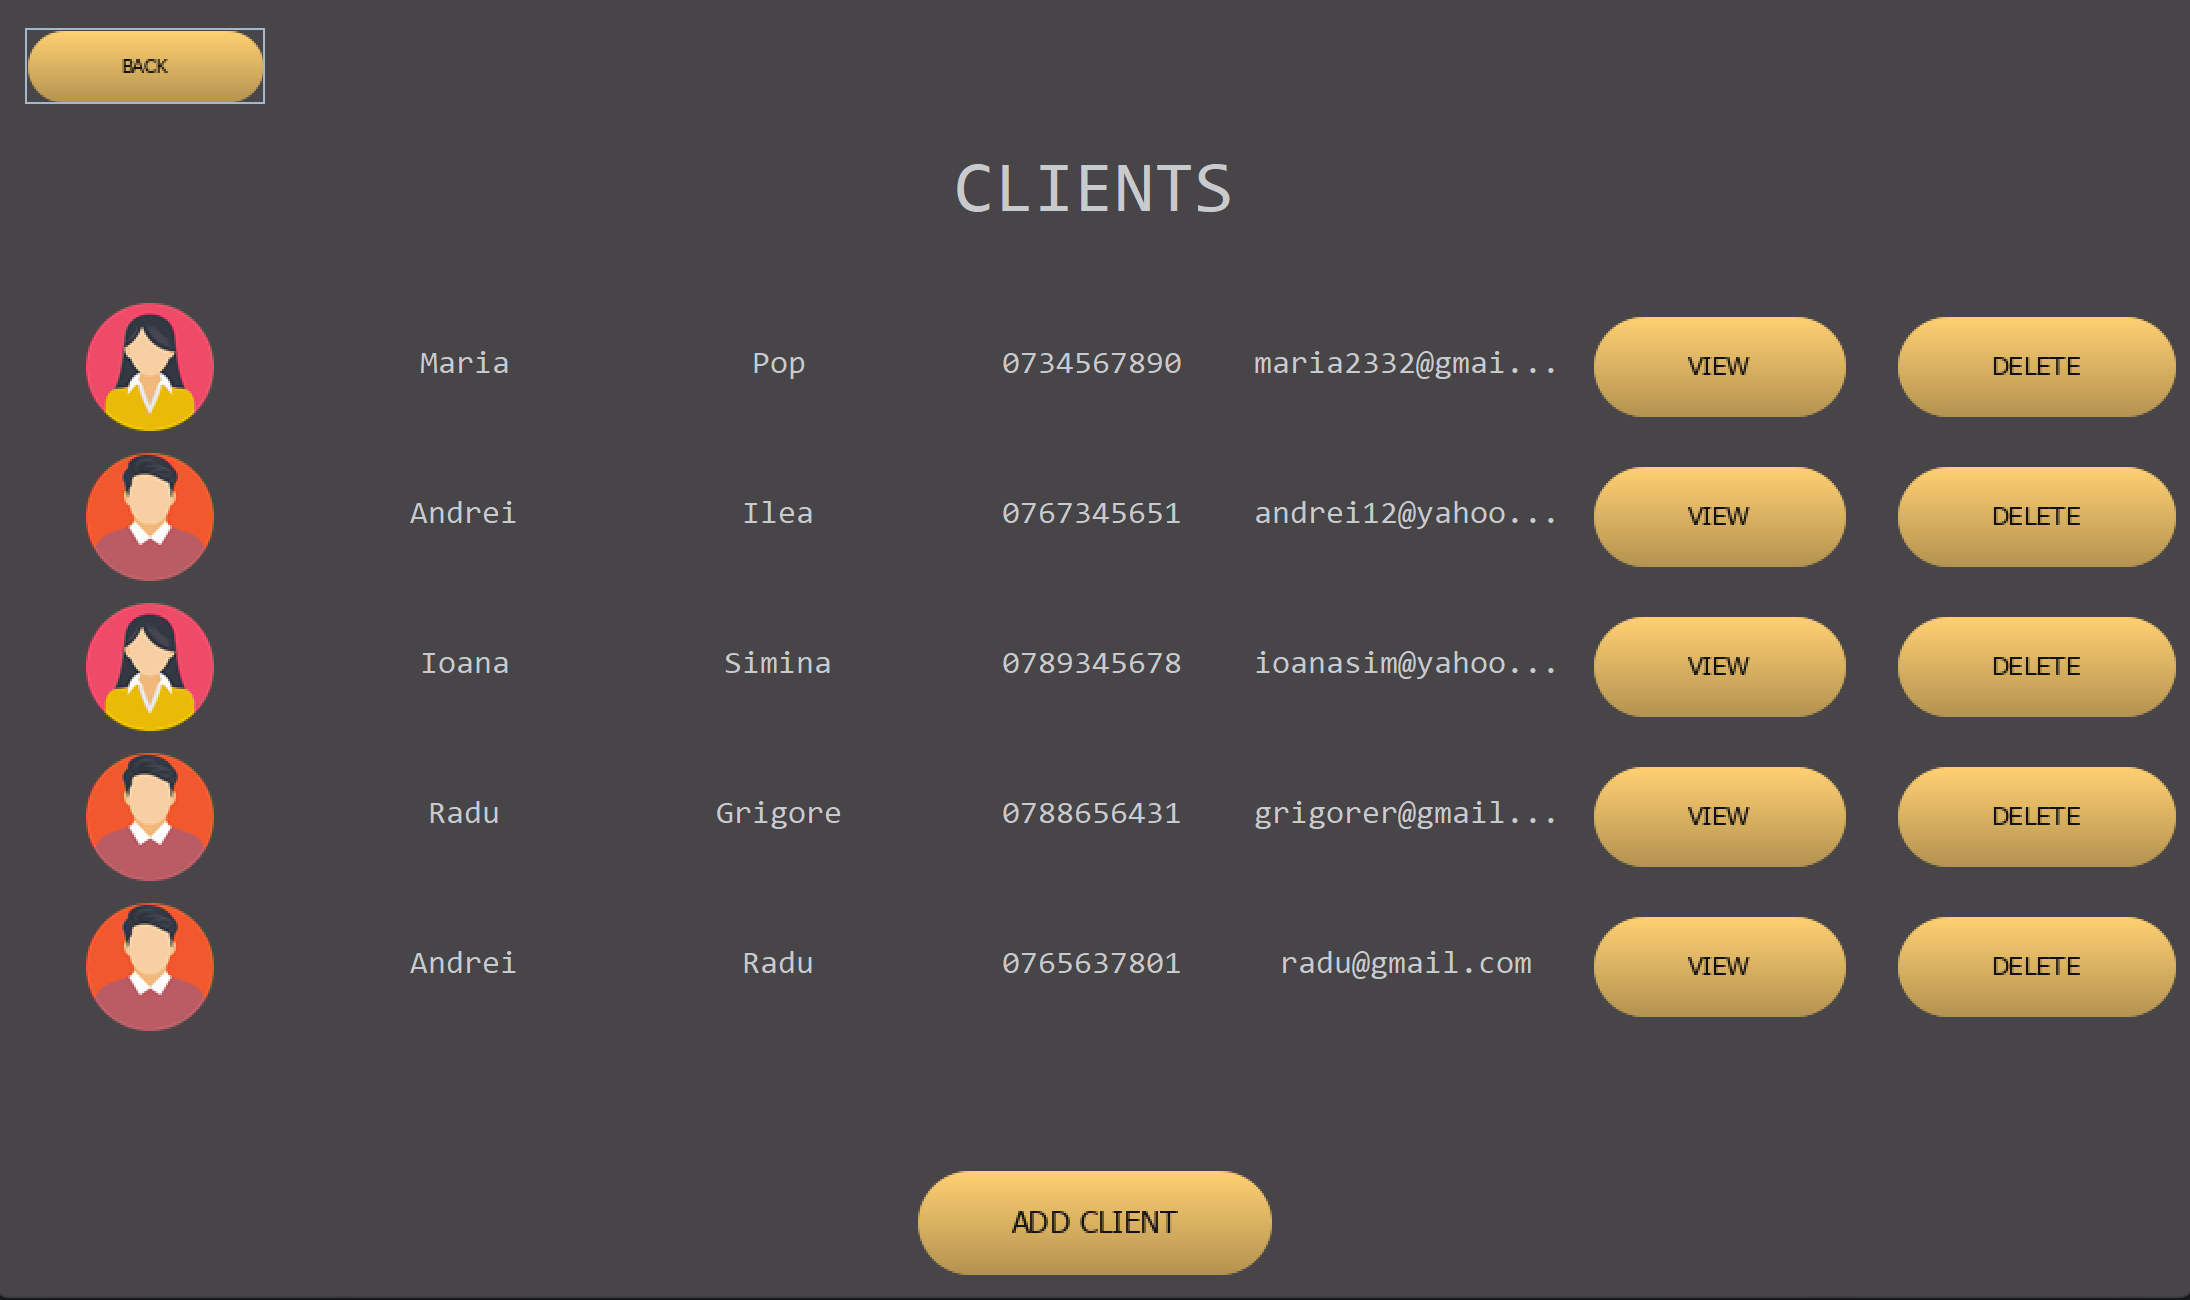 BACK
CLIENTS
Maria Pop 0734567890 maria2332@gmai... VIEW DELETE
Andrei Ilea 0767345651 andrei12@yahoo... VIEW DELETE
Ioana Simina 0789345678 ioanasim@yahoo... VIEW DELETE
Radu Grigore 0788656431 grigorer@gmail... VIEW DELETE
Andrei Radu 0765637801 radu@gmail.com VIEW DELETE
ADD CLIENT